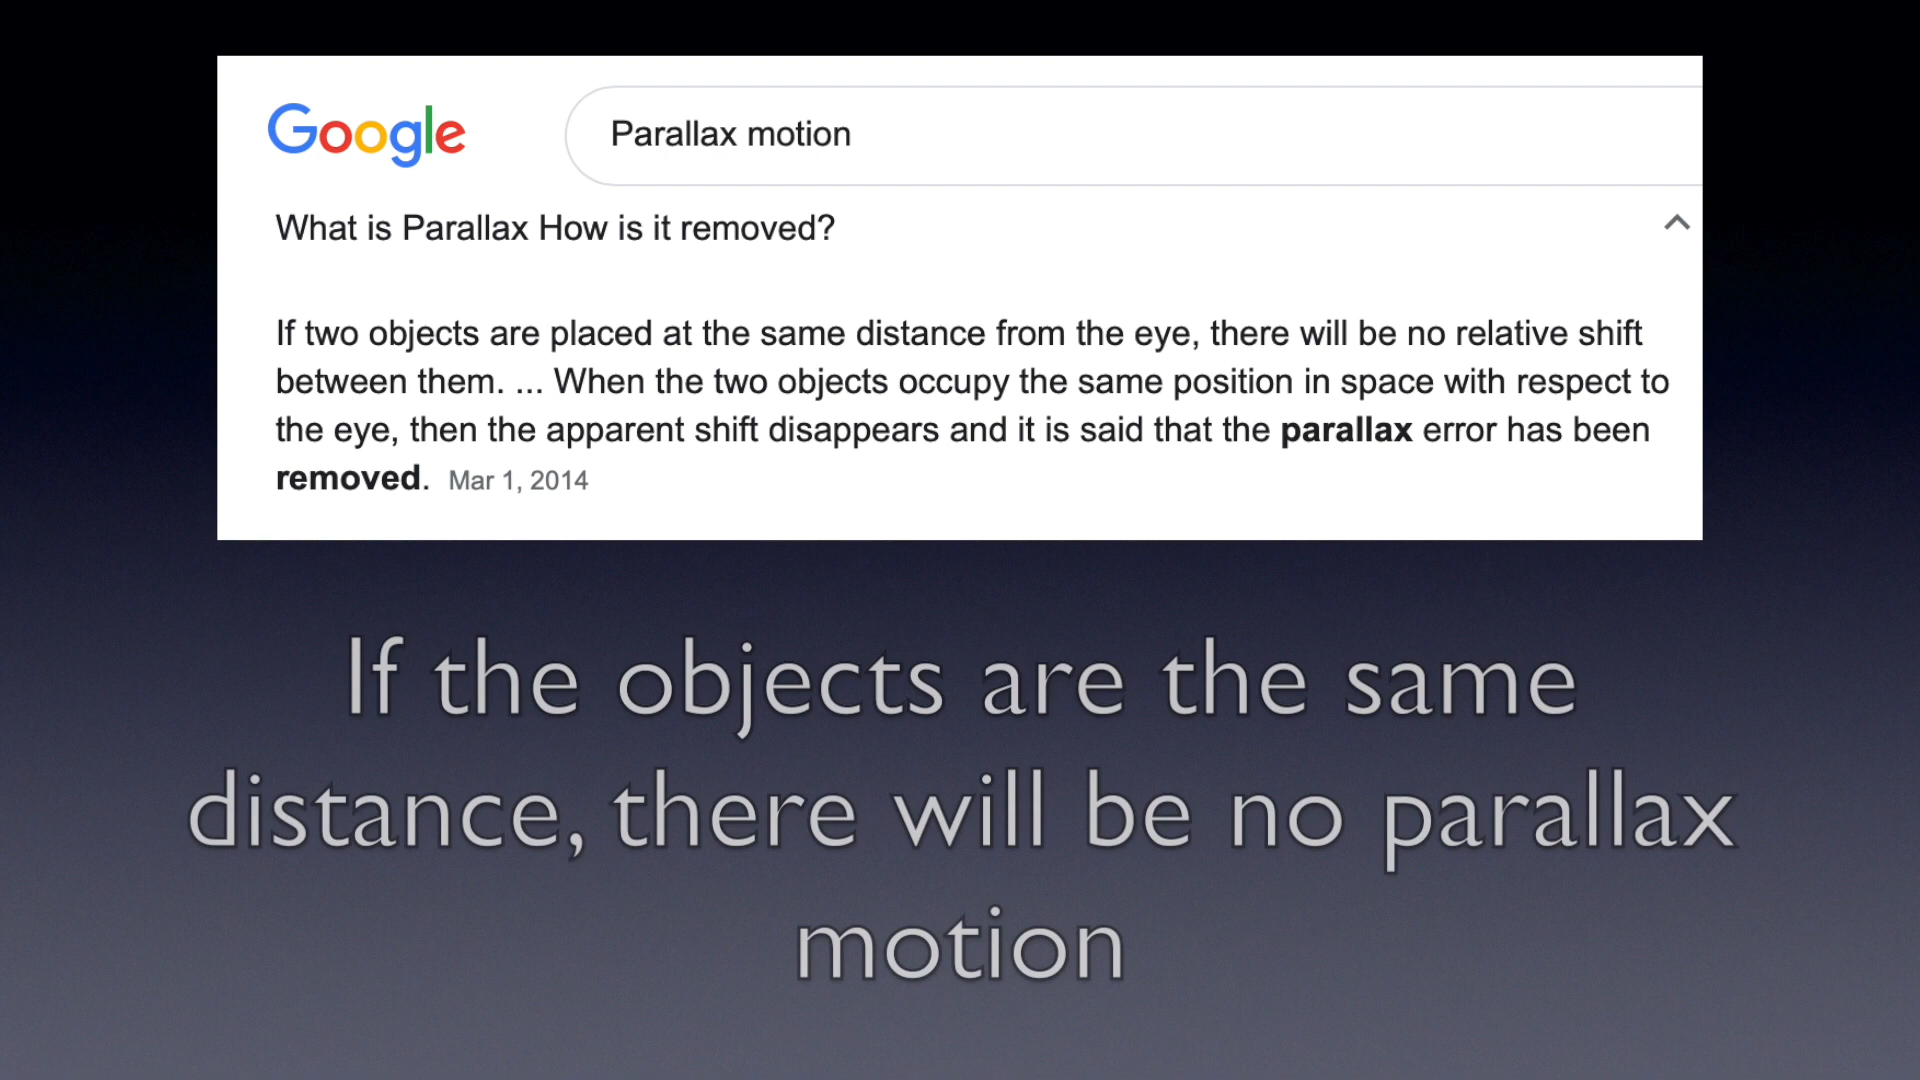 Google
Parallax motion
What is Parallax How is it removed?
If two objects are placed at the same distance from the eye, there will be no relative shift
between them. ... When the two objects occupy the same position in space with respect to
the eye, then the apparent shift disappears and it is said that the parallax error has been
removed. Mar 1, 2014
If the objects are the same
distance, there will be no parallax
motion